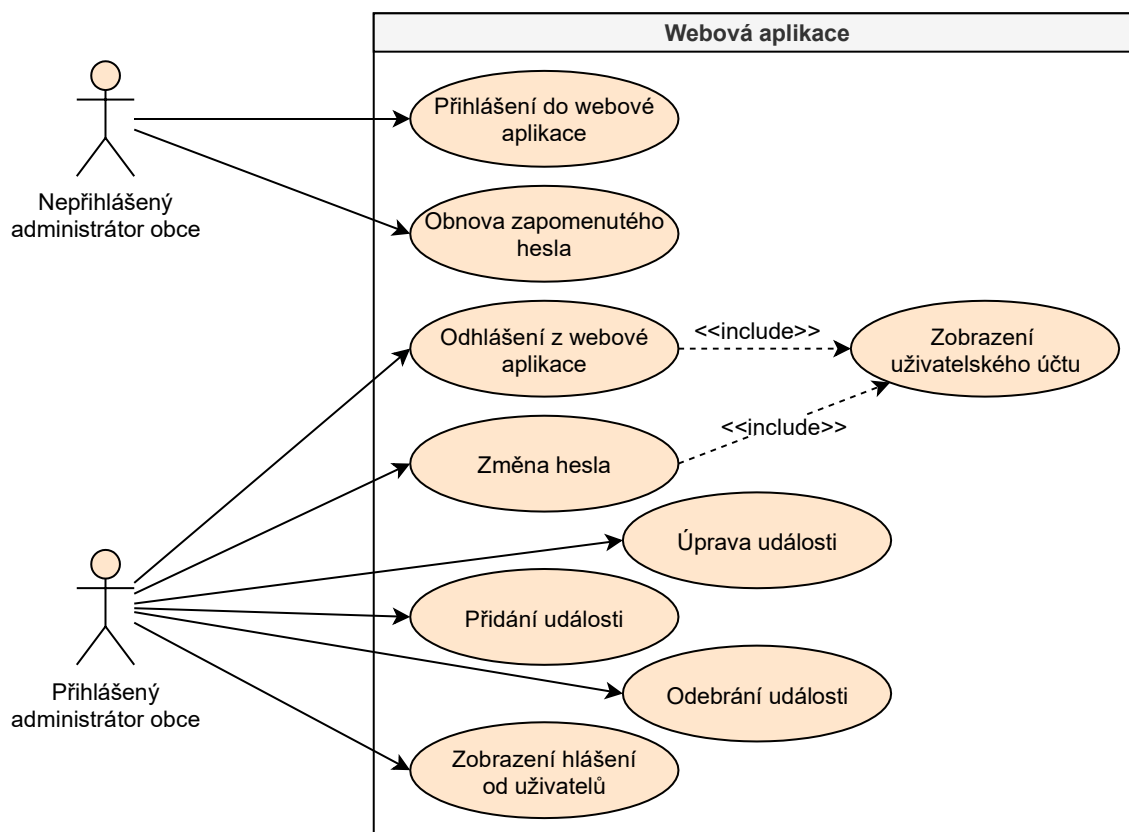 Webová aplikace
Přihlášení do webové
aplikace
Nepřihlášený
administrátor obce
Obnova zapomenutého
hesla
Odhlášení z webové
aplikace
<<include>>
Zobrazení
uživatelského účtu
<<include>>
Změna hesla
Úprava události
Přidání události
Přihlášený
administrátor obce
Odebrání události
Zobrazení hlášení
od uživatelů